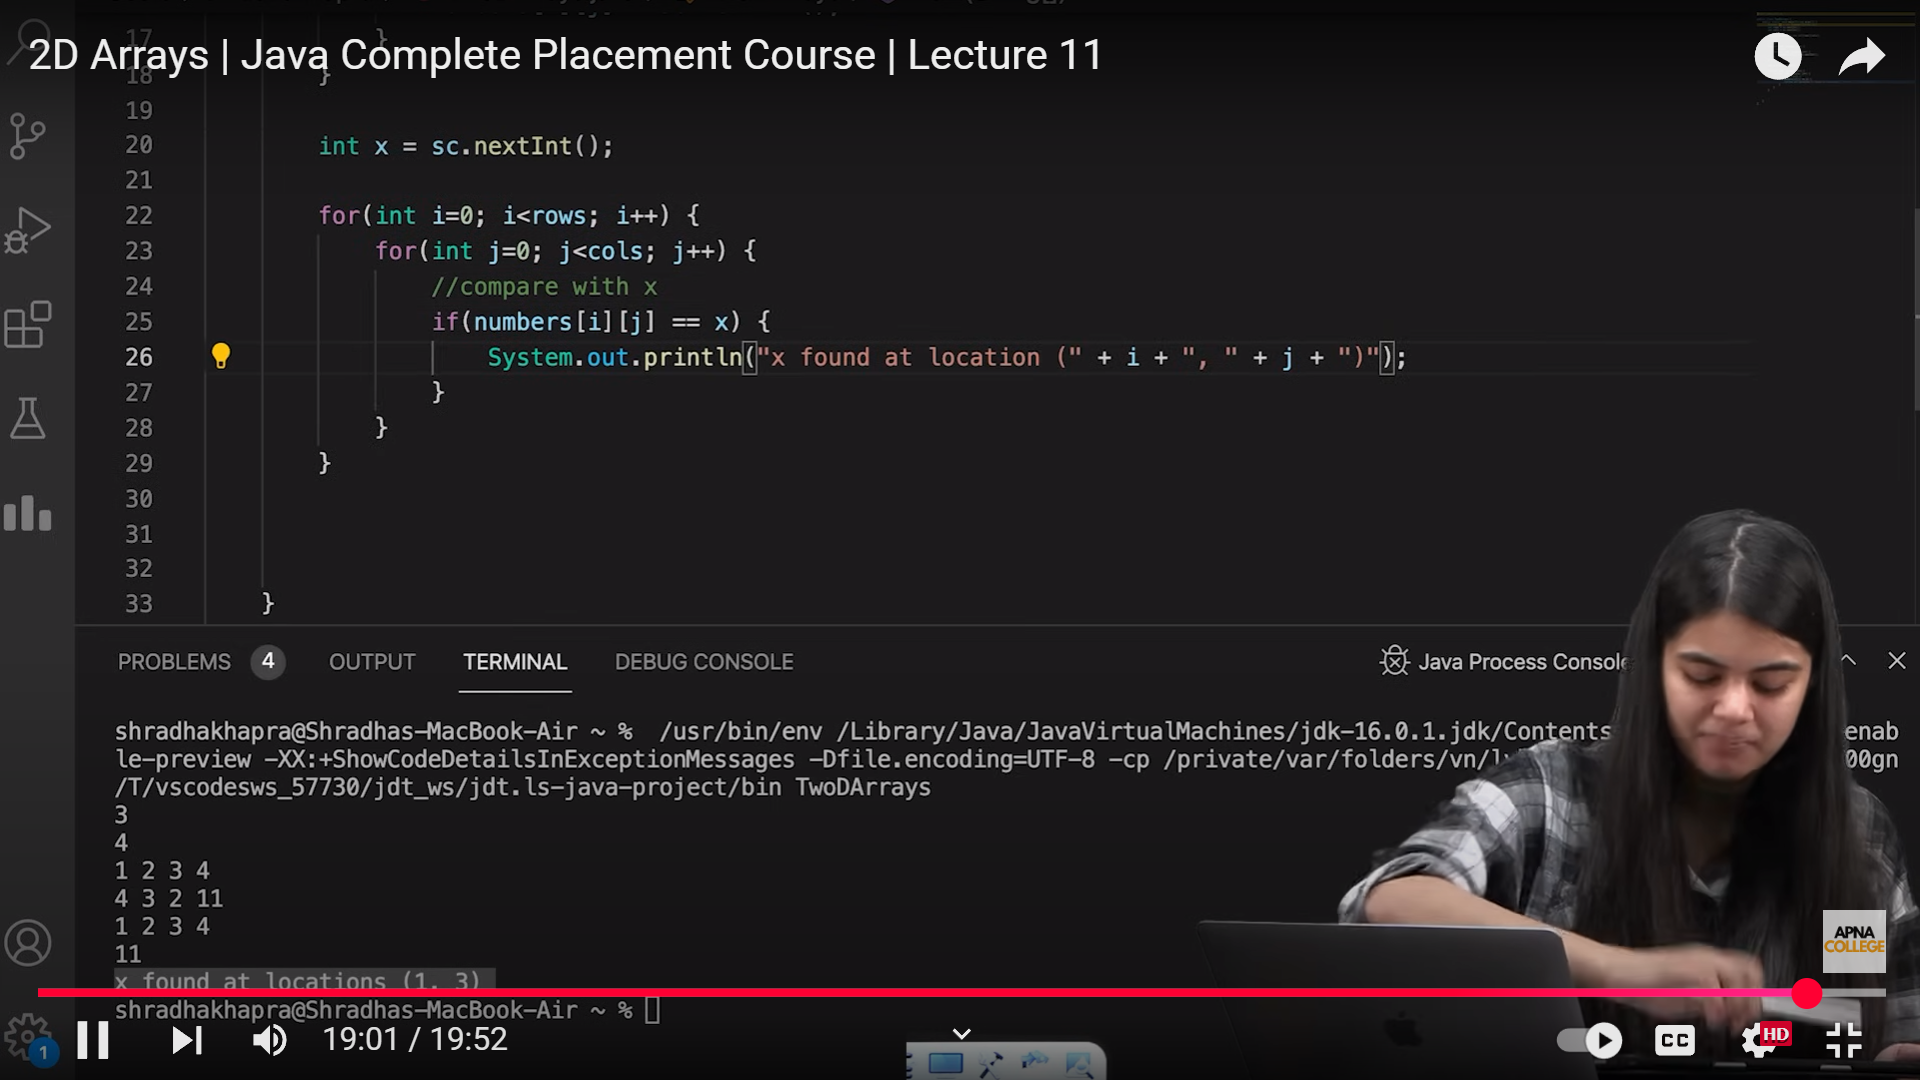 2D Arrays | Java Complete Placement Course | Lecture 11
17 }
18 }
19
20 int x = sc.nextInt();
21
22 for(int i=0; i<rows; i++) {
23 for(int j=0; j<cols; j++) {
24 //compare with x
25 if(numbers[i][j] == x) {
26 System.out.println("x found at location (" + i + ", " + j + ")");
27 }
28 }
29 }
30
31
32
33 }
PROBLEMS 4 OUTPUT TERMINAL DEBUG CONSOLE Java Process Console
shradhakhapra@Shradhas-MacBook-Air ~ % /usr/bin/env /Library/Java/JavaVirtualMachines/jdk-16.0.1.jdk/Contents enab
le-preview -XX:+ShowCodeDetailsInExceptionMessages -Dfile.encoding=UTF-8 -cp /private/var/folders/vn/ 00gn
/T/vscodesws_57730/jdt_ws/jdt.ls-java-project/bin TwoDArrays
3
4
1 2 3 4
4 3 2 11
1 2 3 4
11
x found at locations (1, 3)
shradhakhapra@Shradhas-MacBook-Air ~ %
APNA
COLLEGE
1
19:01 / 19:52
CC
HD